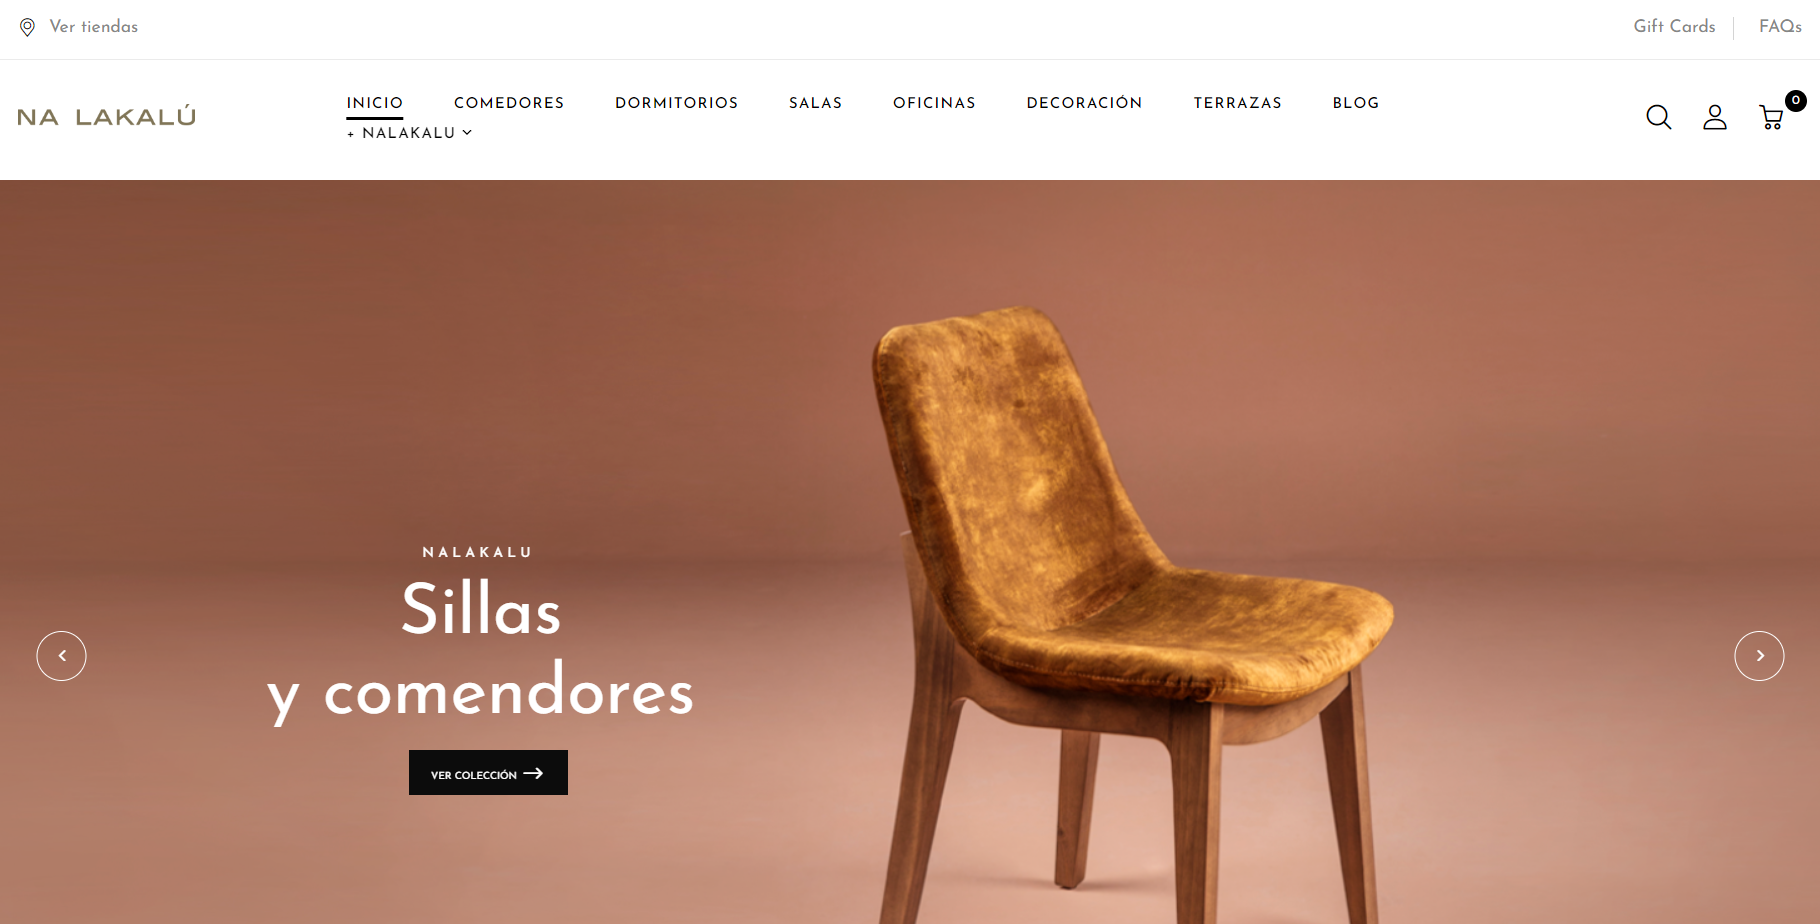 Ver tiendas
Gift Cards
FAQs
NA LAKALÚ
INICIO COMEDORES DORMITORIOS SALAS OFICINAS DECORACIÓN TERRAZAS BLOG
+ NALAKALU
0
NALAKALU
Sillas
y comendores
VER COLECCIÓN